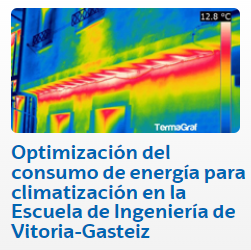 12.8 °C
TermaGraf
Optimización del
consumo de energía para
climatización en la
Escuela de Ingeniería de
Vitoria-Gasteiz